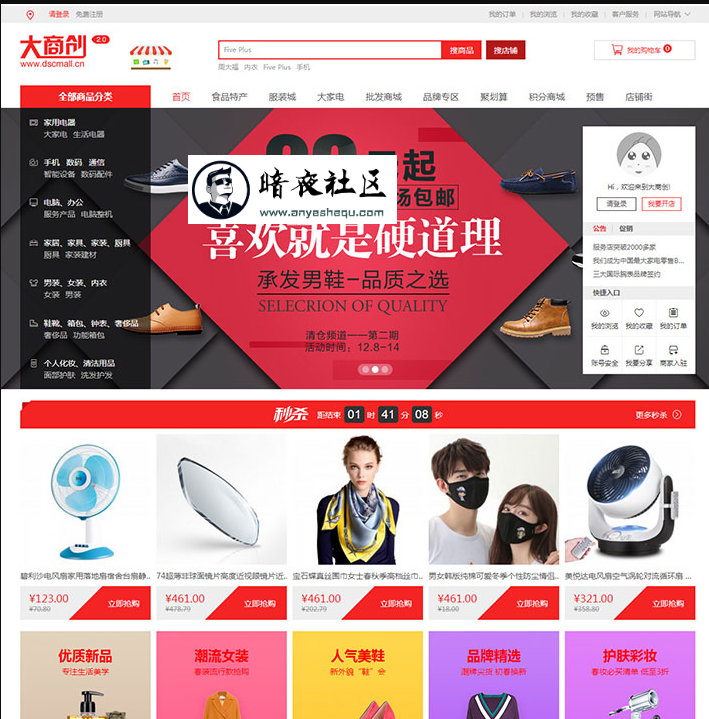 请登录 免费注册
我的订单 我的浏览 我的收藏 客户服务 网站导航
大商创 2.0
www.dscmall.cn
Five Plus 搜商品 搜店铺
周大福 内衣 Five Plus 手机
我的购物车 0
全部商品分类 首页 食品特产 服装城 大家电 批发商城 品牌专区 聚划算 积分商城 预售 店铺街
家用电器
大家电 生活电器
手机 数码 通信
智能设备 数码配件
电脑、办公
服务产品 电脑整机
家居、家具、家装、厨具
厨具 家装建材
男装、女装、内衣
女装 男装
鞋靴、箱包、钟表、奢侈品
奢侈品 功能箱包
个人化妆、清洁用品
面部护肤 洗发护发
起
场包邮
暗夜社区
www.anyeshequ.com
喜欢就是硬道理
承发男鞋-品质之选
SELECRION OF QUALITY
清仓频道——第二期
活动时间：12.8-14
Hi，欢迎来到大商创!
请登录 我要开店
公告 促销
服务店突破2000多家
我们成为中国最大家电零售B...
三大国际腕表品牌签约
快捷入口
我的浏览 我的收藏 我的订单
账号安全 我要分享 商家入驻
秒杀 距结束 01 时 41 分 08 秒 更多秒杀
碧利沙电风扇家用落地扇宿舍台扇静..
¥123.00
¥70.80
立即抢购
74超薄非球面镜片高度近视眼镜片近..
¥461.00
¥478.79
立即抢购
宝石蝶真丝围巾女士春秋季高档丝巾..
¥461.00
¥202.79
立即抢购
男女韩版纯棉可爱冬季个性防尘情侣..
¥461.00
¥18.00
立即抢购
美悦达电风扇空气涡轮对流循环扇 ...
¥321.00
¥358.80
立即抢购
优质新品
专注生活美学
潮流女装
春装流行款抢购
人气美鞋
新外貌“鞋”会
品牌精选
潮牌尖货 初春换新
护肤彩妆
春妆必买清单 低至3折